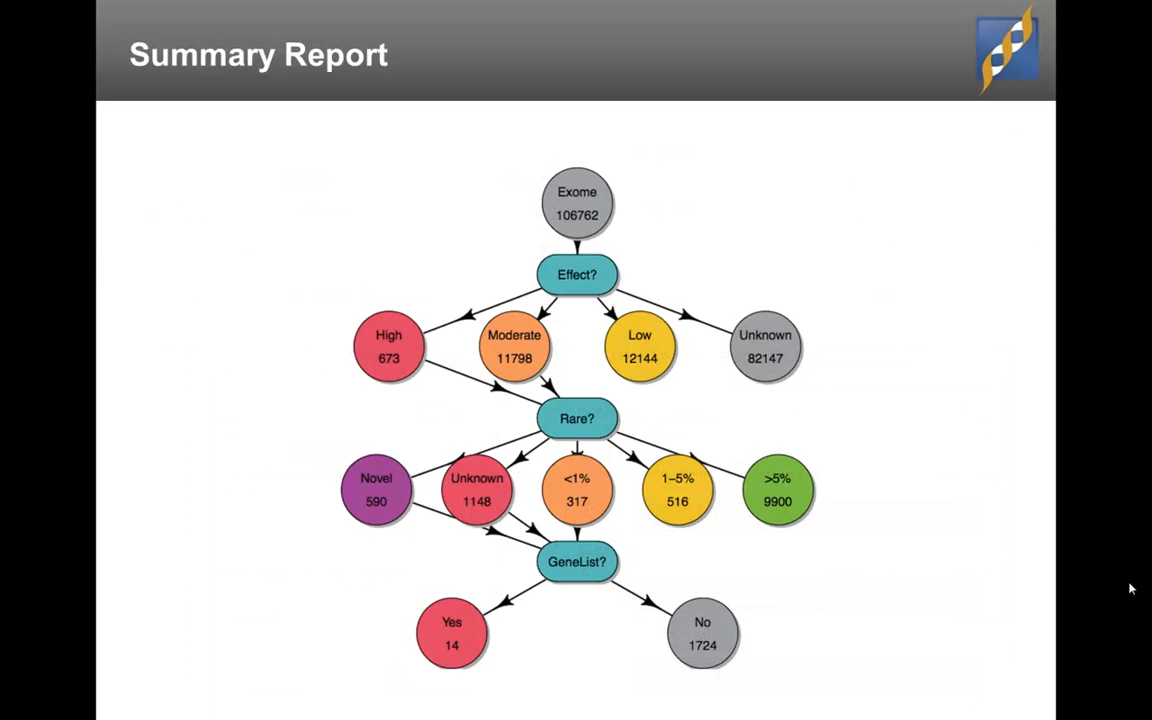 Summary Report
Exome
106762
Effect?
High
673
Moderate
11798
Low
12144
Unknown
82147
Rare?
Novel
590
Unknown
1148
<1%
317
1-5%
516
>5%
9900
GeneList?
Yes
14
No
1724